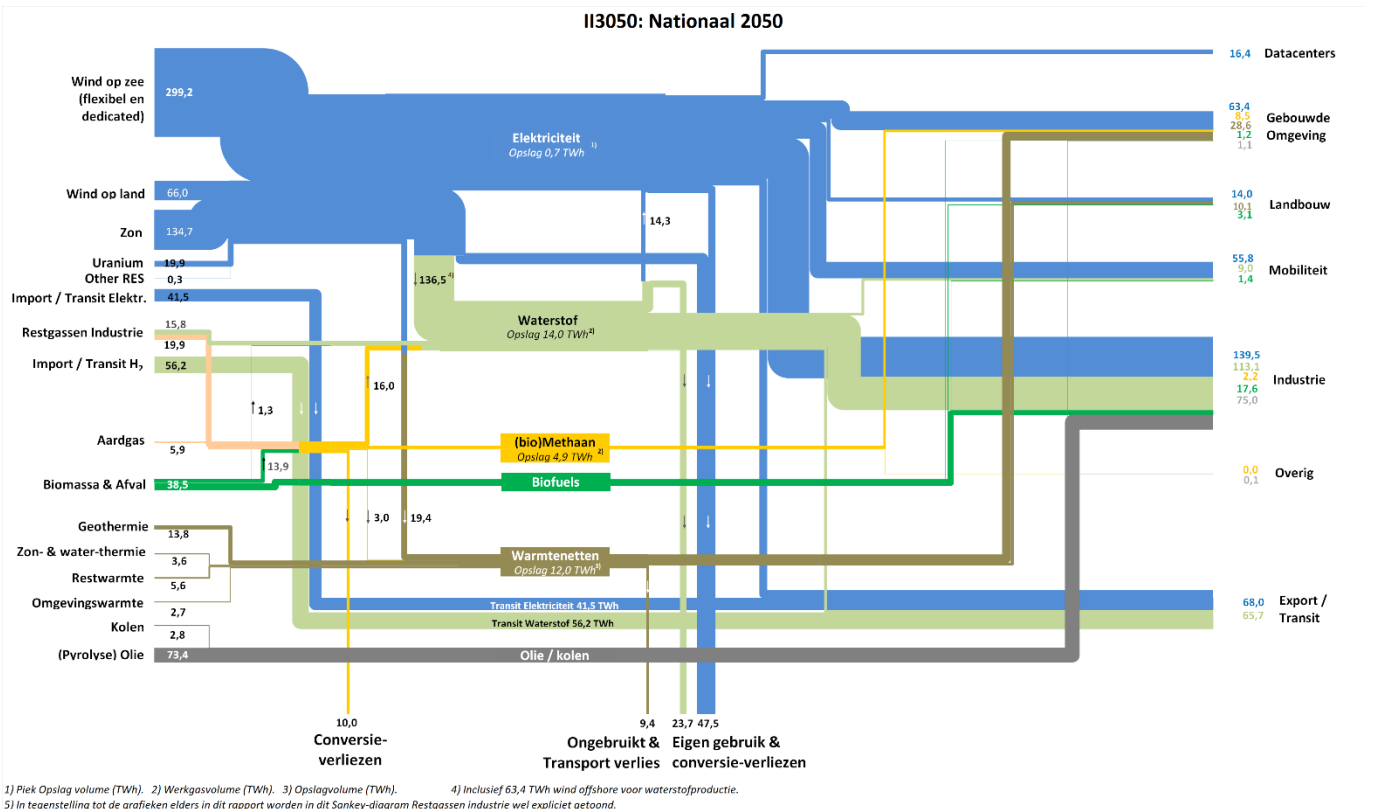 II3050: Nationaal 2050
Wind op zee
(flexibel en
dedicated)
299,2
Wind op land
66,0
Zon
134,7
Uranium
19,9
Other RES
0,3
Import / Transit Elektr.
41,5
Restgassen Industrie
15,8
19,9
Import / Transit H2
56,2
Aardgas
5,9
Biomassa & Afval
38,5
Geothermie
13,8
Zon- & water-thermie
3,6
Restwarmte
5,6
Omgevingswarmte
2,7
Kolen
2,8
(Pyrolyse) Olie
73,4
Elektriciteit
Opslag 0,7 TWh 1)
14,3
136,5 4)
Waterstof
Opslag 14,0 TWh 2)
16,0
1,3
13,9
(bio)Methaan
Opslag 4,9 TWh 2)
Biofuels
3,0
19,4
Warmtenetten
Opslag 12,0 TWh 3)
Transit Elektriciteit 41,5 TWh
Transit Waterstof 56,2 TWh
Olie / kolen
16,4
Datacenters
63,4
8,5
28,6
1,2
1,1
Gebouwde
Omgeving
14,0
10,1
3,1
Landbouw
55,8
9,0
1,4
Mobiliteit
139,5
113,1
2,2
17,6
75,0
Industrie
0,0
0,1
Overig
68,0
65,7
Export /
Transit
10,0
Conversie-
verliezen
9,4
Ongebruikt &
Transport verlies
23,7
47,5
Eigen gebruik &
conversie-verliezen
1) Piek Opslag volume (TWh). 2) Werkgasvolume (TWh). 3) Opslagvolume (TWh). 4) Inclusief 63,4 TWh wind offshore voor waterstofproductie.
5) In tegenstelling tot de grafieken elders in dit rapport worden in dit Sankey-diagram Restgassen industrie wel expliciet getoond.